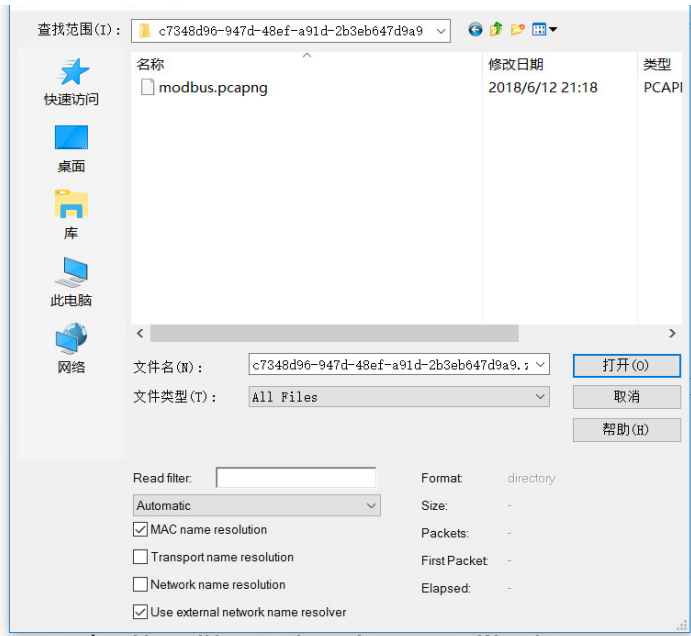 查找范围(I):
c7348d96-947d-48ef-a91d-2b3eb647d9a9
名称
修改日期
类型
modbus.pcapng
2018/6/12 21:18
PCAPI
快速访问
桌面
库
此电脑
网络
文件名(N):
c7348d96-947d-48ef-a91d-2b3eb647d9a9.z
打开(O)
文件类型(T):
All Files
取消
帮助(H)
Read filter:
Format:
directory
Automatic
Size:
-
MAC name resolution
Packets:
-
Transport name resolution
First Packet:
-
Network name resolution
Elapsed:
-
Use external network name resolver